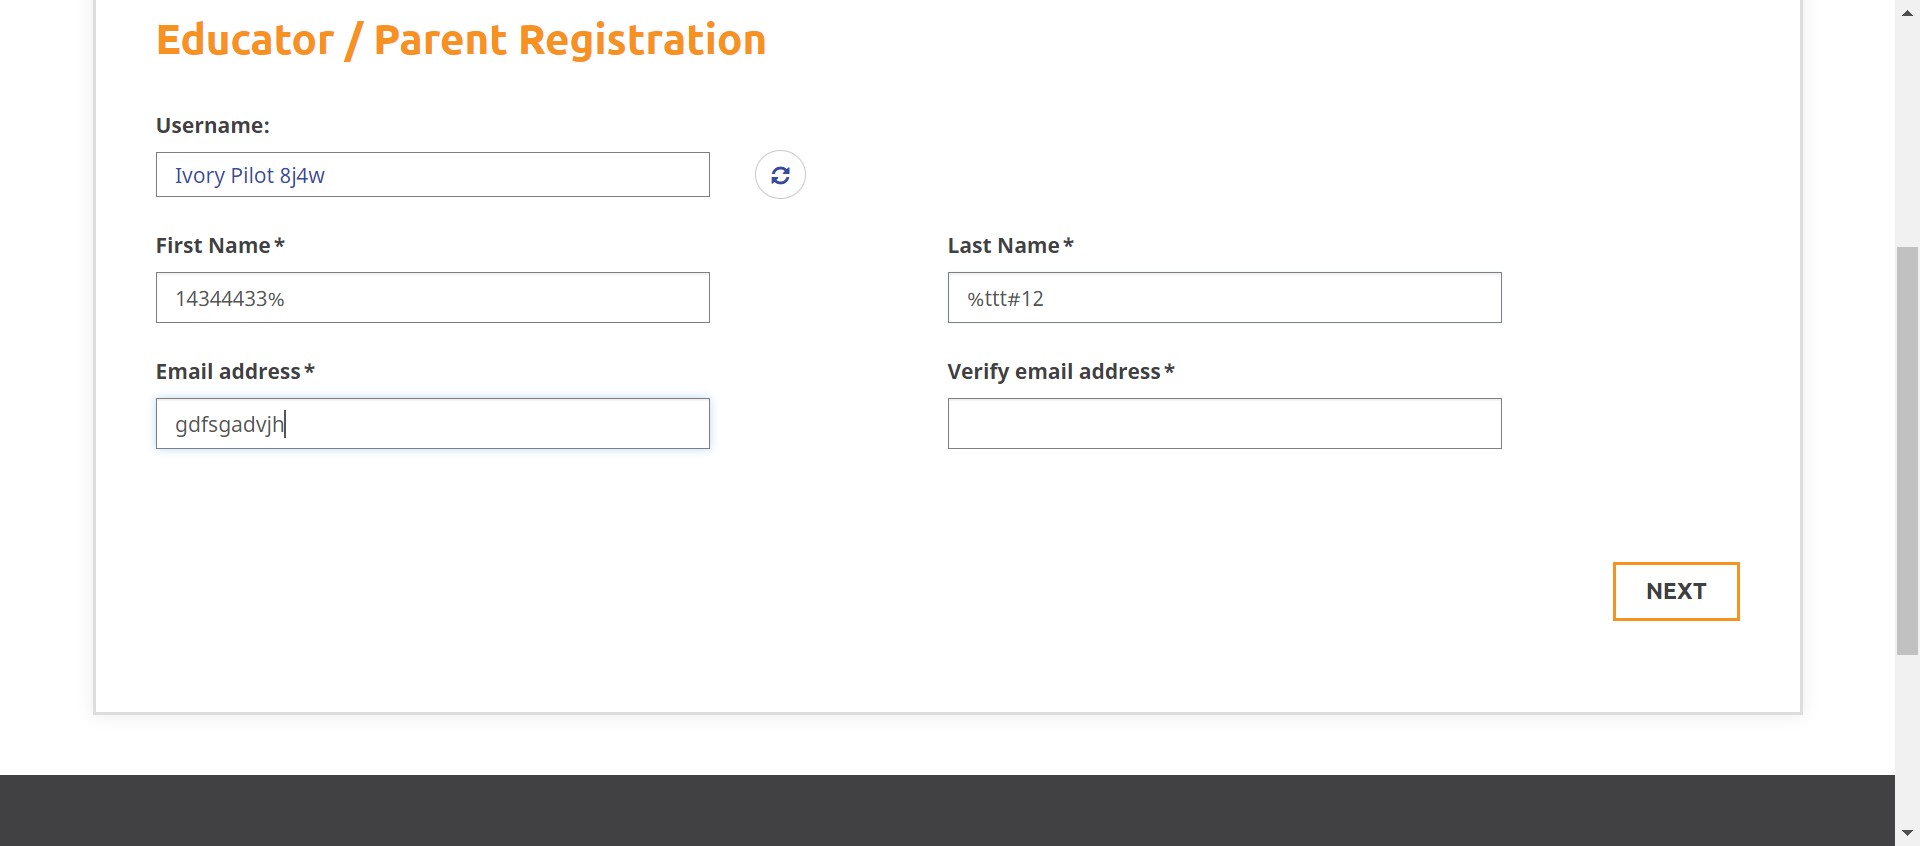 Educator / Parent Registration
Username:
Ivory Pilot 8j4w
First Name*
Last Name*
14344433%
%ttt#12
Email address*
Verify email address*
gdfsgadvjh
NEXT